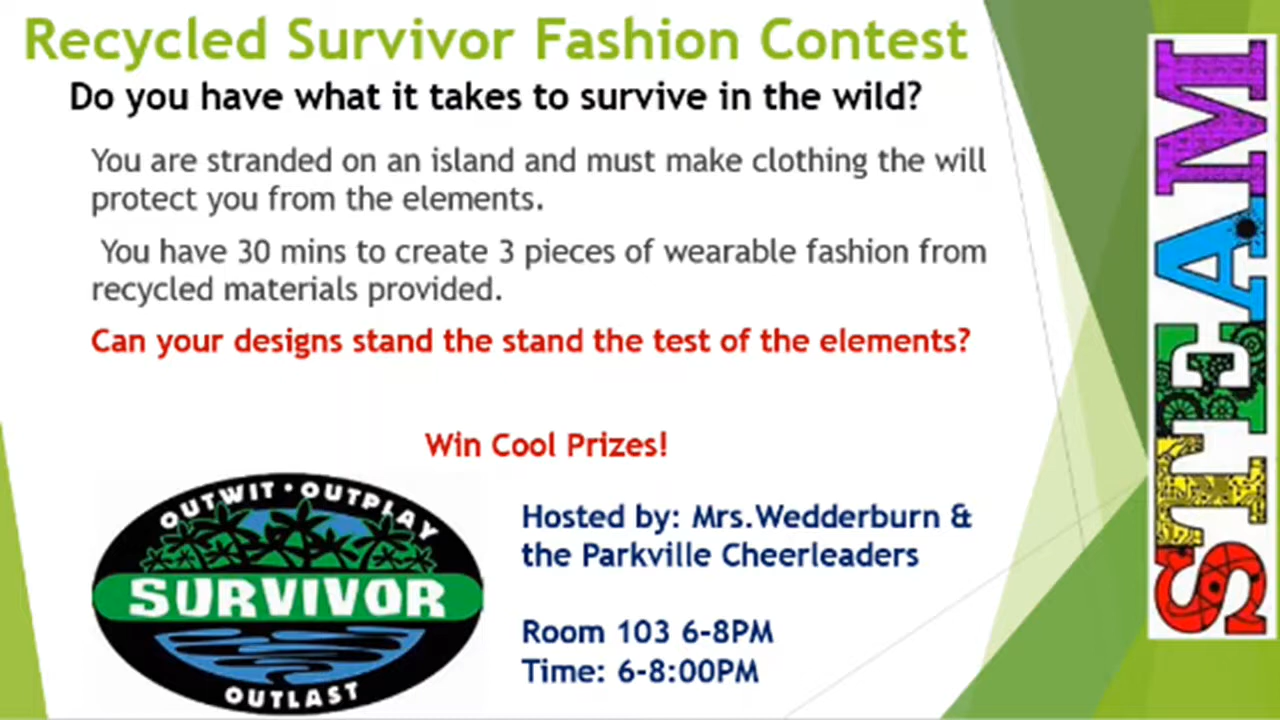 Recycled Survivor Fashion Contest
Do you have what it takes to survive in the wild?
You are stranded on an island and must make clothing the will
protect you from the elements.
You have 30 mins to create 3 pieces of wearable fashion from
recycled materials provided.
Can your designs stand the stand the test of the elements?
Win Cool Prizes!
OUTWIT • OUTPLAY
SURVIVOR
OUTLAST
Hosted by: Mrs.Wedderburn &
the Parkville Cheerleaders
Room 103 6-8PM
Time: 6-8:00PM
STEAM